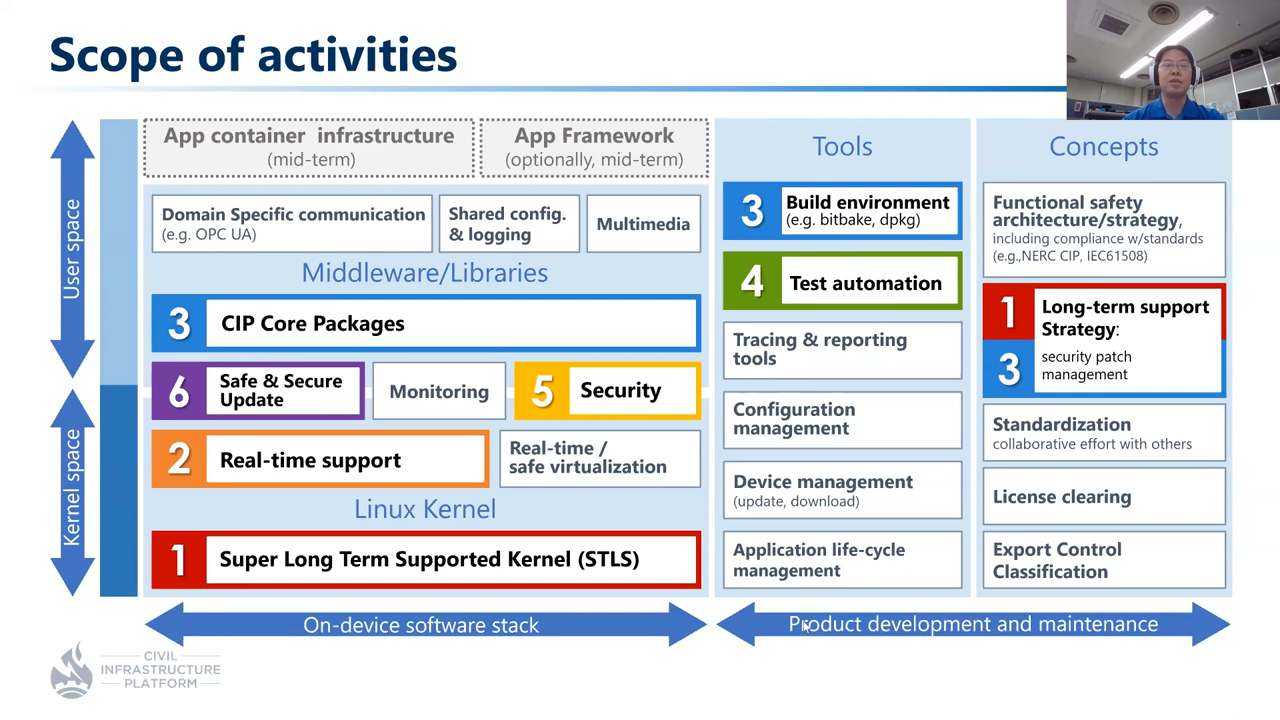 Scope of activities
App container infrastructure
(mid-term)
App Framework
(optionally, mid-term)
Tools
Concepts
User space
Kernel space
Domain Specific communication
(e.g. OPC UA)
Shared config.
& logging
Multimedia
Middleware/Libraries
3
CIP Core Packages
6
Safe & Secure
Update
Monitoring
5
Security
2
Real-time support
Real-time /
safe virtualization
Linux Kernel
1
Super Long Term Supported Kernel (STLS)
3
Build environment
(e.g. bitbake, dpkg)
4
Test automation
Tracing & reporting
tools
Configuration
management
Device management
(update, download)
Application life-cycle
management
Functional safety
architecture/strategy,
including compliance w/standards
(e.g.,NERC CIP, IEC61508)
1
3
Long-term support
Strategy:
security patch
management
Standardization
collaborative effort with others
License clearing
Export Control
Classification
On-device software stack
Product development and maintenance
CIVIL
INFRASTRUCTURE
PLATFORM